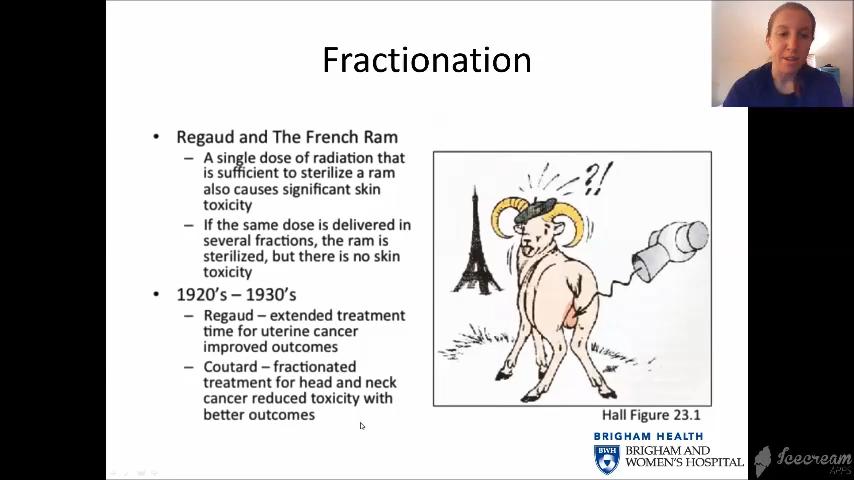 Fractionation
• Regaud and The French Ram
– A single dose of radiation that
is sufficient to sterilize a ram
also causes significant skin
toxicity
– If the same dose is delivered in
several fractions, the ram is
sterilized, but there is no skin
toxicity
• 1920's – 1930's
– Regaud – extended treatment
time for uterine cancer
improved outcomes
– Coutard – fractionated
treatment for head and neck
cancer reduced toxicity with
better outcomes
?!
Hall Figure 23.1
BRIGHAM HEALTH
BWH
BRIGHAM AND
WOMEN'S HOSPITAL
Icecream
APPS